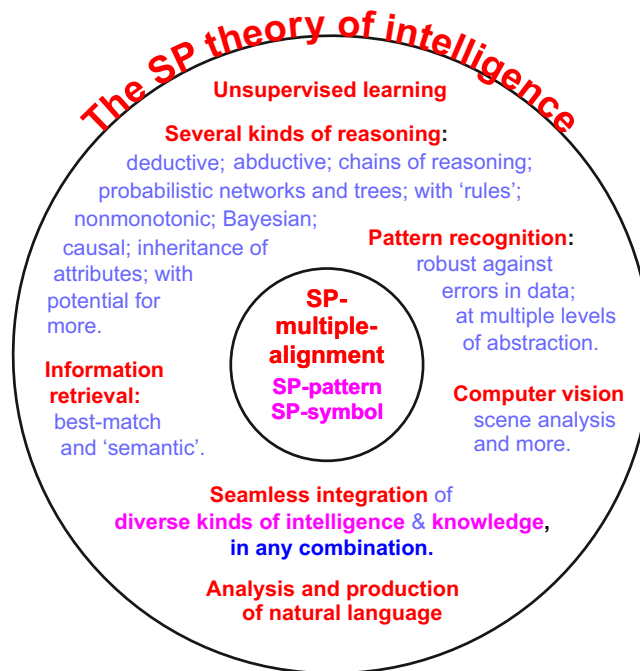 The SP theory of intelligence
Unsupervised learning
Several kinds of reasoning:
deductive; abductive; chains of reasoning;
probabilistic networks and trees; with ‘rules’;
nonmonotonic; Bayesian;
causal; inheritance of
attributes; with
potential for
more.
Pattern recognition:
robust against
errors in data;
at multiple levels
of abstraction.
SP-
multiple-
alignment
SP-pattern
SP-symbol
Information
retrieval:
best-match
and ‘semantic’.
Computer vision
scene analysis
and more.
Seamless integration of
diverse kinds of intelligence & knowledge,
in any combination.
Analysis and production
of natural language